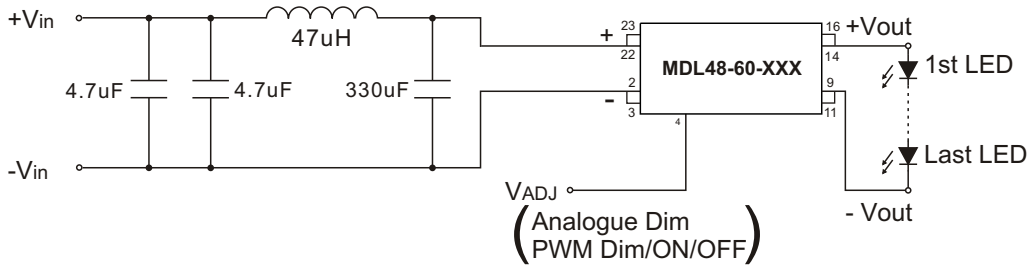 +Vin
47uH
4.7uF
4.7uF
330uF
-Vin
+
-
23
22
2
3
4
MDL48-60-XXX
16
14
9
11
+Vout
1st LED
Last LED
- Vout
VADJ
(Analogue Dim
PWM Dim/ON/OFF)